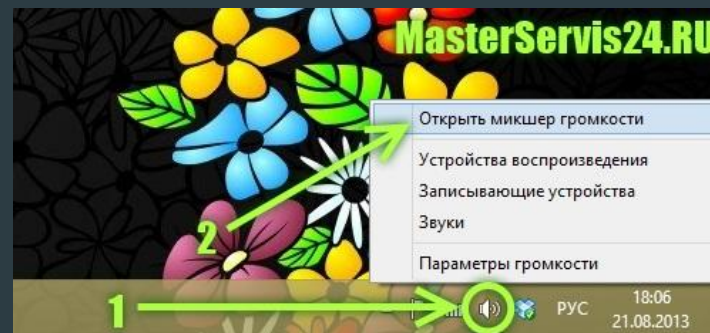 MasterServis24.RU
Открыть микшер громкости
Устройства воспроизведения
Записывающие устройства
Звуки
Параметры громкости
2
1
РУС
18:06
21.08.2013